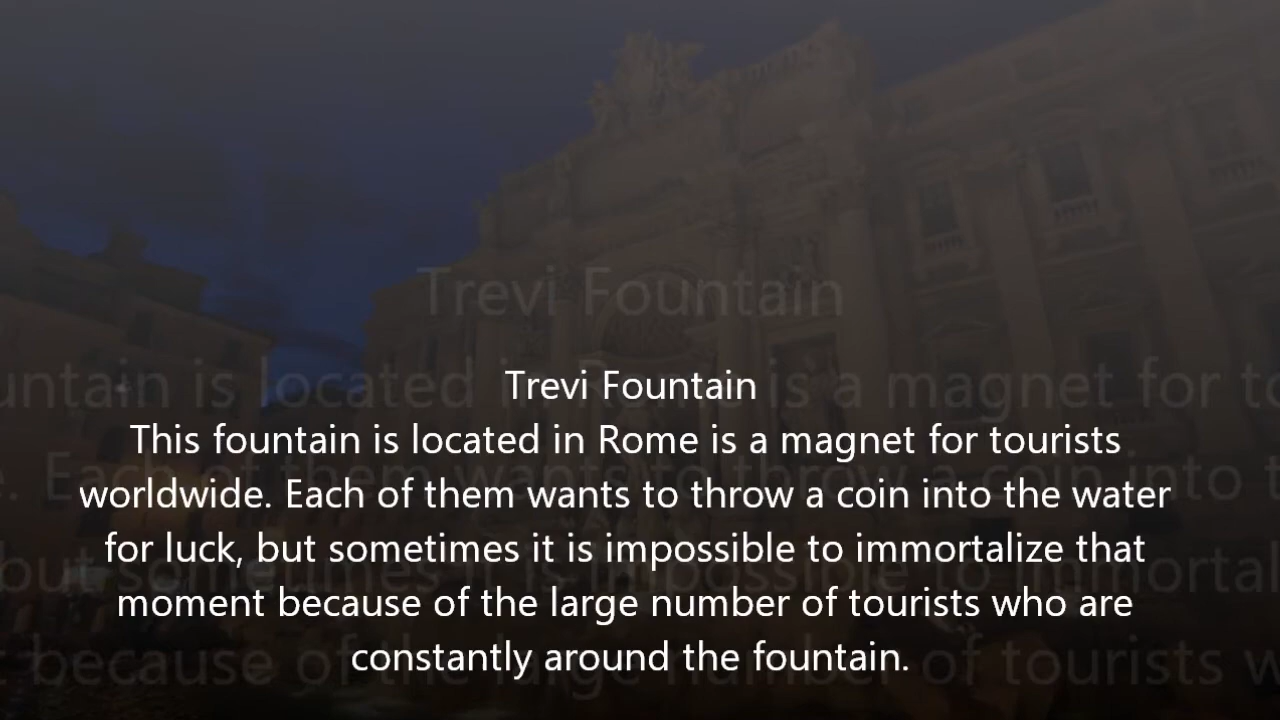 Trevi Fountain
This fountain is located in Rome is a magnet for tourists
worldwide. Each of them wants to throw a coin into the water
for luck, but sometimes it is impossible to immortalize that
moment because of the large number of tourists who are
constantly around the fountain.